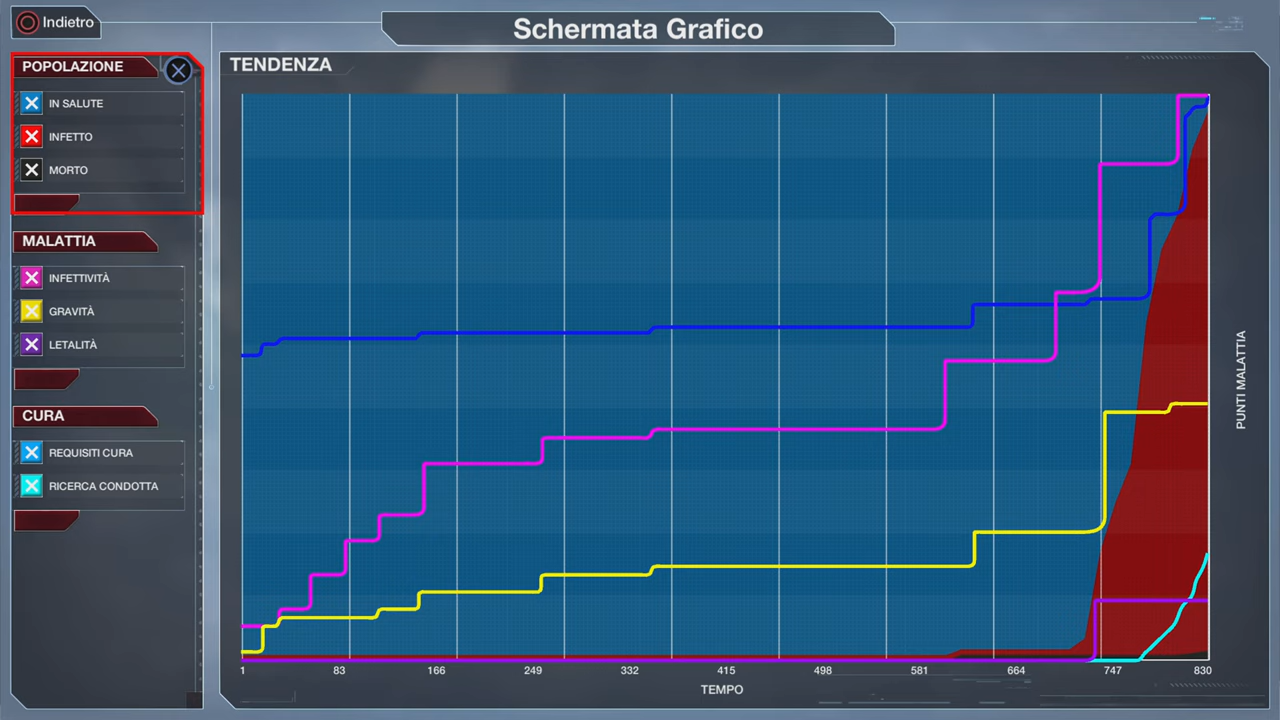 Indietro
Schermata Grafico
POPOLAZIONE
IN SALUTE
INFETTO
MORTO
MALATTIA
INFETTIVITÀ
GRAVITÀ
LETALITÀ
CURA
REQUISITI CURA
RICERCA CONDOTTA
TENDENZA
PUNTI MALATTIA
1 83 166 249 332 415 498 581 664 747 830
TEMPO